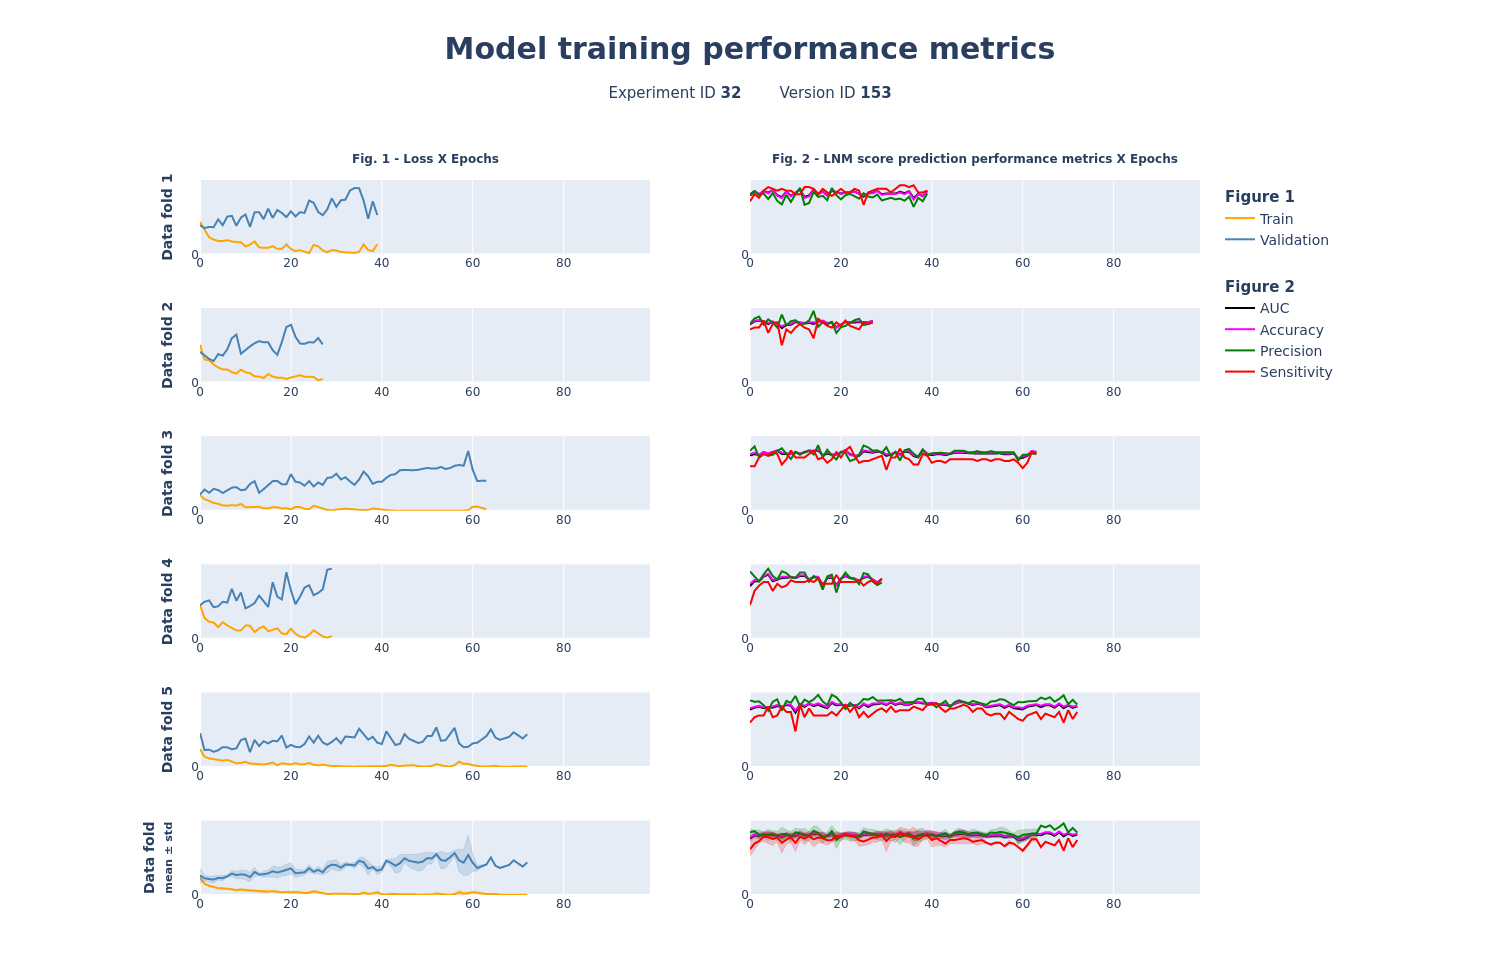 Model training performance metrics
Experiment ID 32 Version ID 153
Fig. 1 - Loss X Epochs
Fig. 2 - LNM score prediction performance metrics X Epochs
Data fold 1
0
0 20 40 60 80
0
0 20 40 60 80
Data fold 2
0
0 20 40 60 80
0
0 20 40 60 80
Data fold 3
0
0 20 40 60 80
0
0 20 40 60 80
Data fold 4
0
0 20 40 60 80
0
0 20 40 60 80
Data fold 5
0
0 20 40 60 80
0
0 20 40 60 80
Data fold
mean ± std
0
0 20 40 60 80
0
0 20 40 60 80
Figure 1
Train
Validation
Figure 2
AUC
Accuracy
Precision
Sensitivity